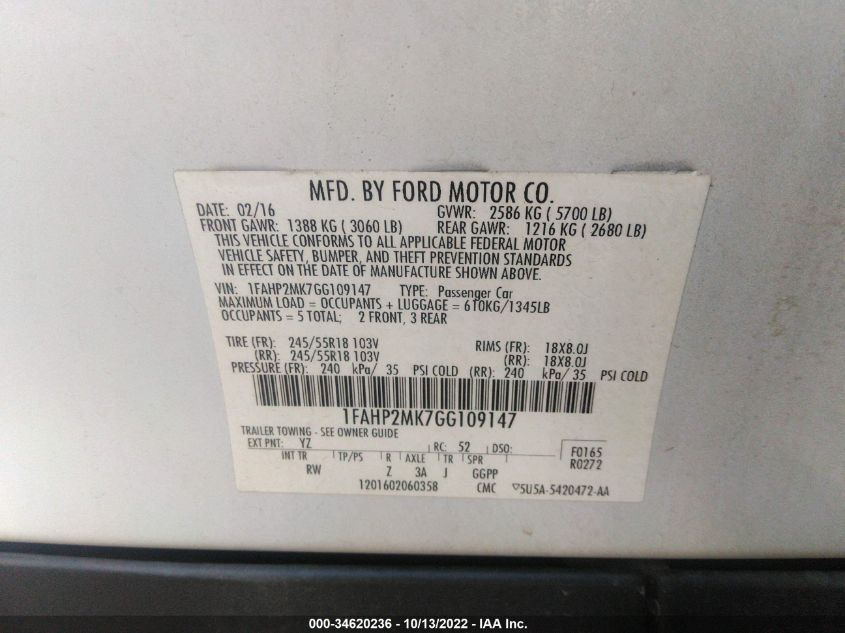 MFD. BY FORD MOTOR CO.
DATE: 02/16 GVWR: 2586 KG ( 5700 LB)
FRONT GAWR: 1388 KG ( 3060 LB) REAR GAWR: 1216 KG ( 2680 LB)
THIS VEHICLE CONFORMS TO ALL APPLICABLE FEDERAL MOTOR
VEHICLE SAFETY, BUMPER, AND THEFT PREVENTION STANDARDS
IN EFFECT ON THE DATE OF MANUFACTURE SHOWN ABOVE.
VIN: 1FAHP2MK7GG109147 TYPE: Passenger Car
MAXIMUM LOAD = OCCUPANTS + LUGGAGE = 610KG/1345LB
OCCUPANTS = 5 TOTAL; 2 FRONT, 3 REAR
TIRE (FR): 245/55R18 103V RIMS (FR): 18X8.0J
(RR): 245/55R18 103V (RR): 18X8.0J
PRESSURE (FR): 240 kPa/ 35 PSI COLD (RR): 240 kPa/ 35 PSI COLD
1FAHP2MK7GG109147
TRAILER TOWING - SEE OWNER GUIDE
EXT PNT: YZ RC: 52 DSO: F0165
INT TR TP/PS R AXLE TR SPR R0272
RW Z 3A J GGPP
1201602060358 CMC 5U5A-5420472-AA
000-34620236 - 10/13/2022 - IAA Inc.